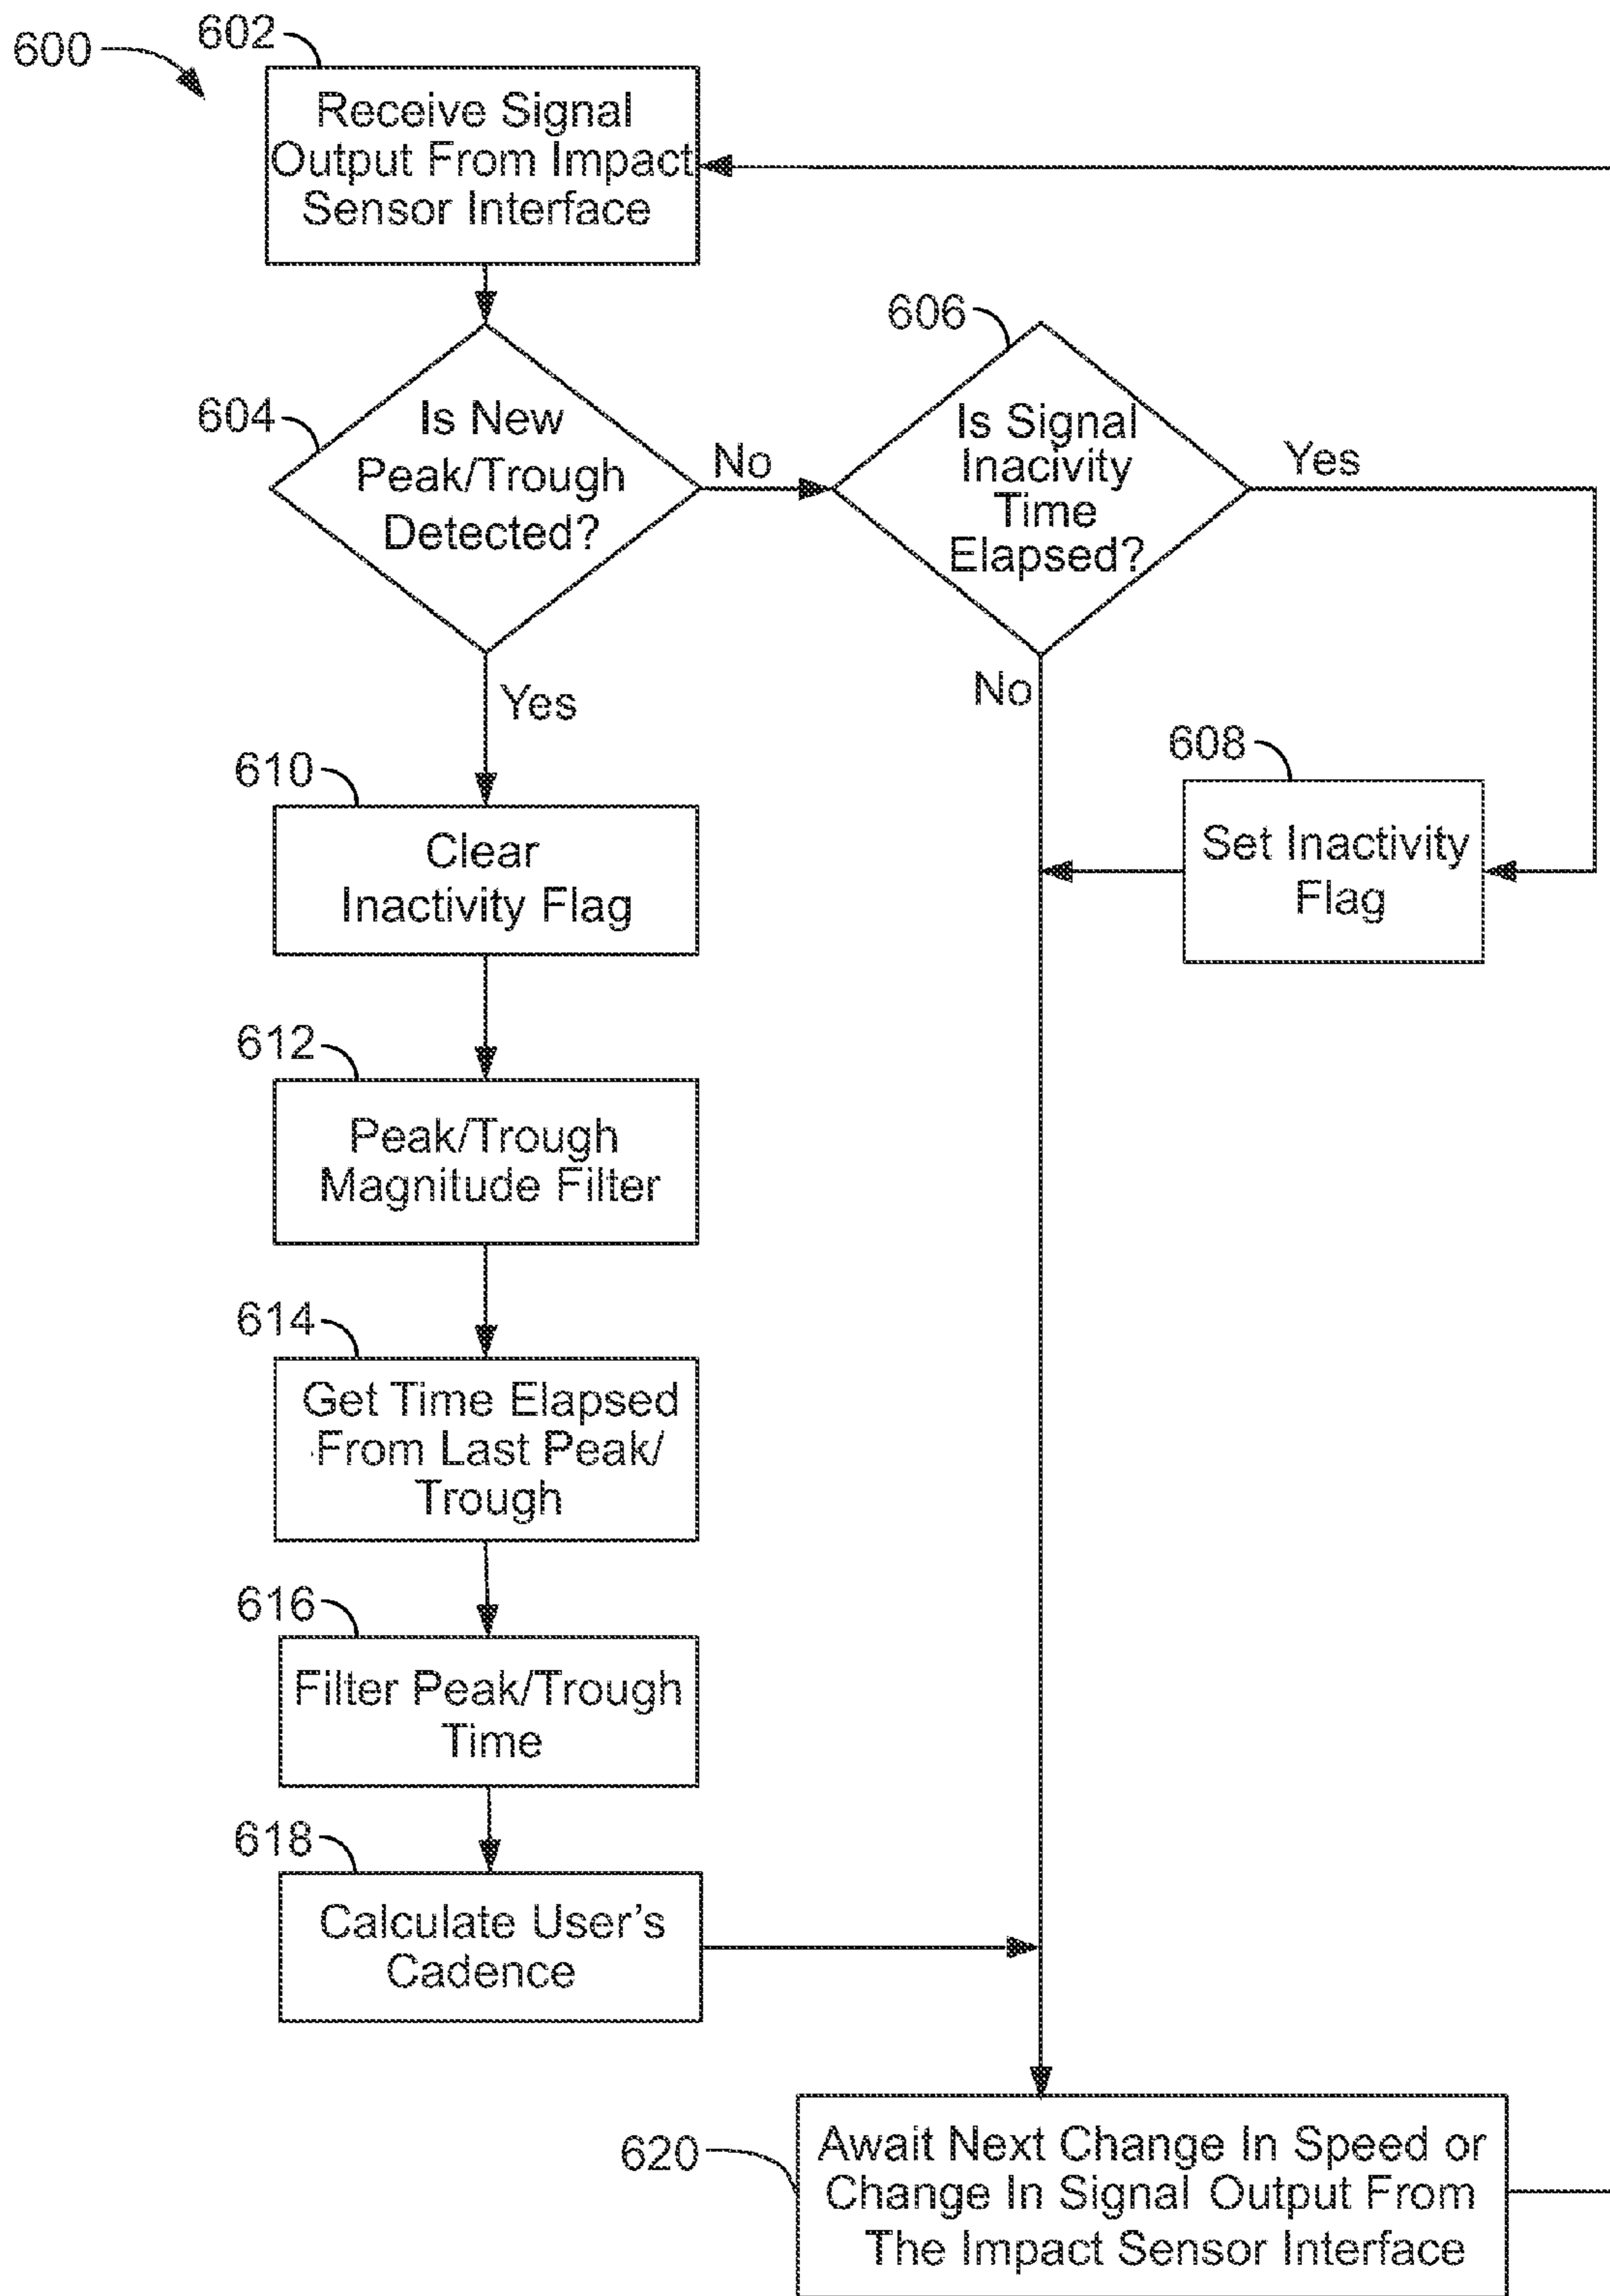 600
602
Receive Signal
Output From Impact
Sensor Interface
604
Is New
Peak/Trough
Detected?
No
606
Is Signal
Inacivity
Time
Elapsed?
Yes
Yes
No
608
Set Inactivity
Flag
610
Clear
Inactivity Flag
612
Peak/Trough
Magnitude Filter
614
Get Time Elapsed
From Last Peak/
Trough
616
Filter Peak/Trough
Time
618
Calculate User's
Cadence
620
Await Next Change In Speed or
Change In Signal Output From
The Impact Sensor Interface